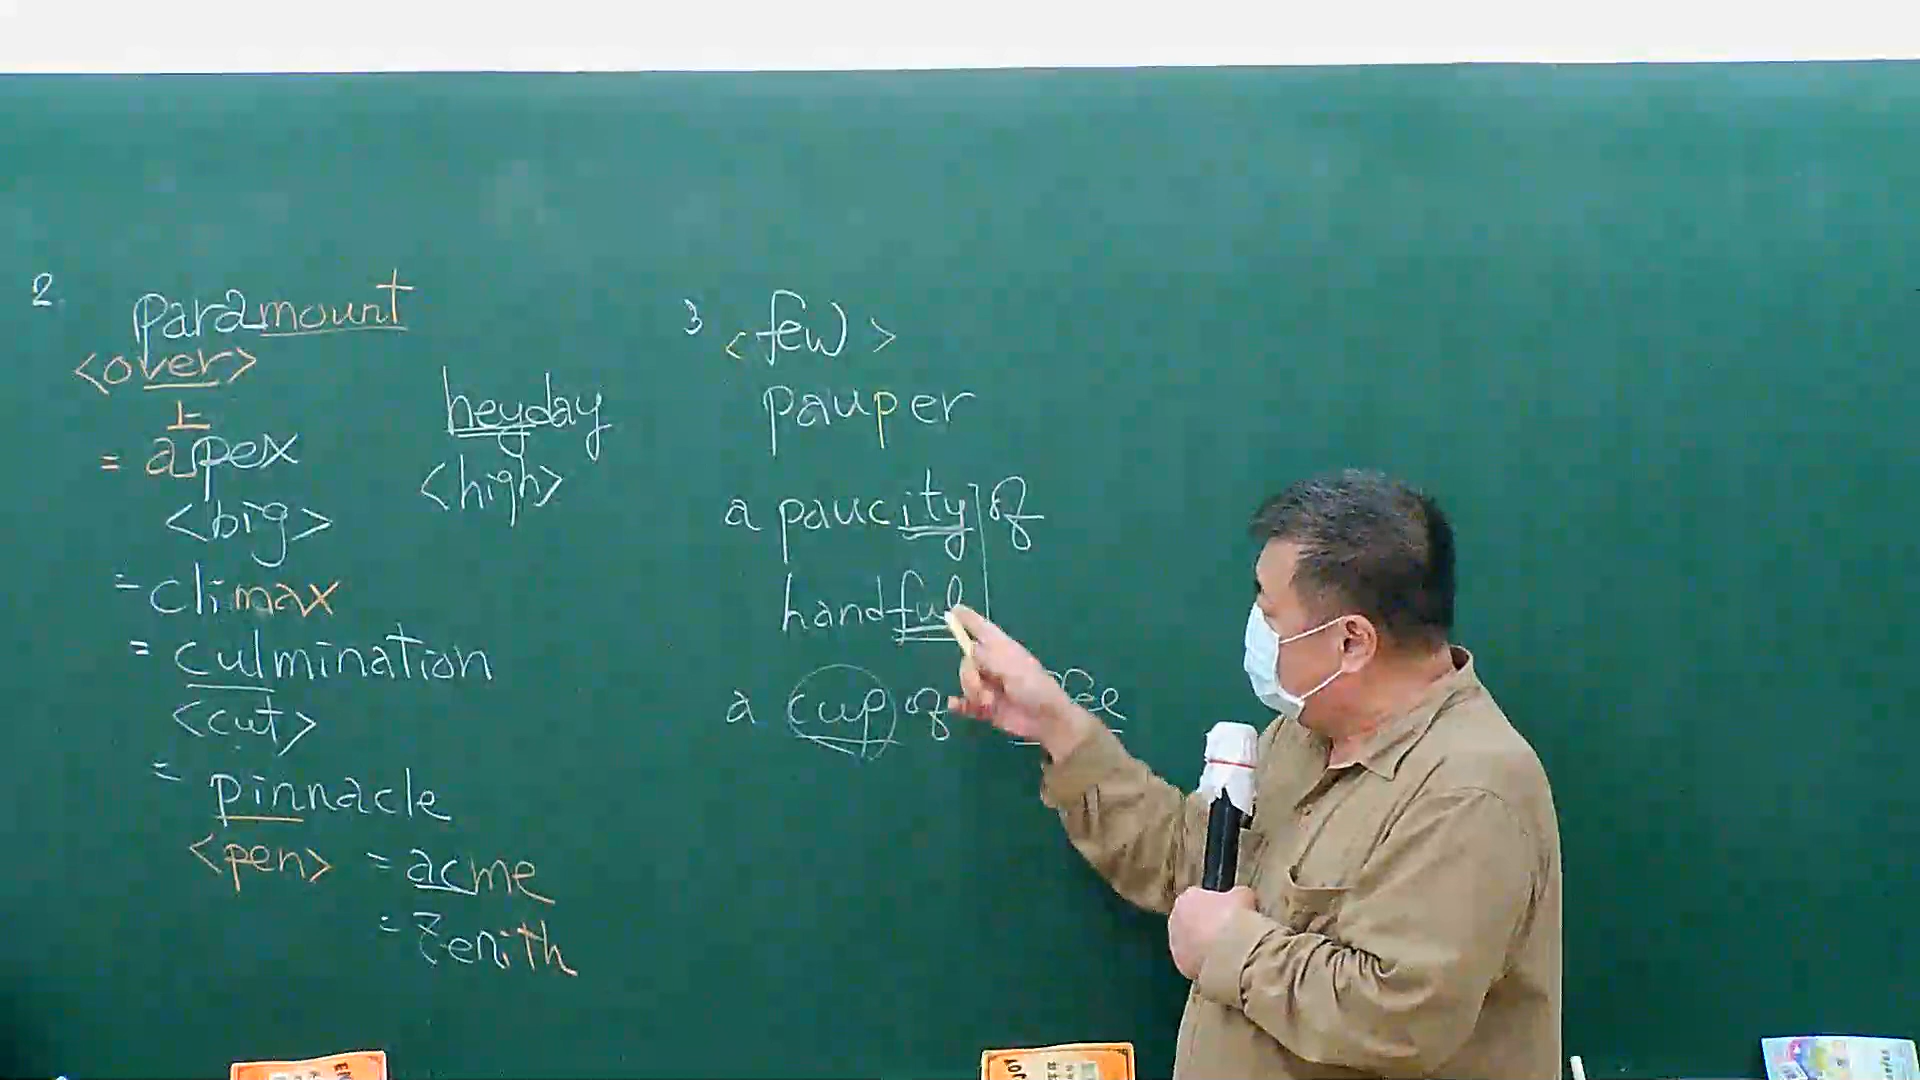 2. paramount
<over>
上
= apex
<big>
= climax
= culmination
<cut>
= pinnacle
<pen> = acme
= zenith
heyday
<high>
3 <few>
pauper
a paucity of
handful
a cup of